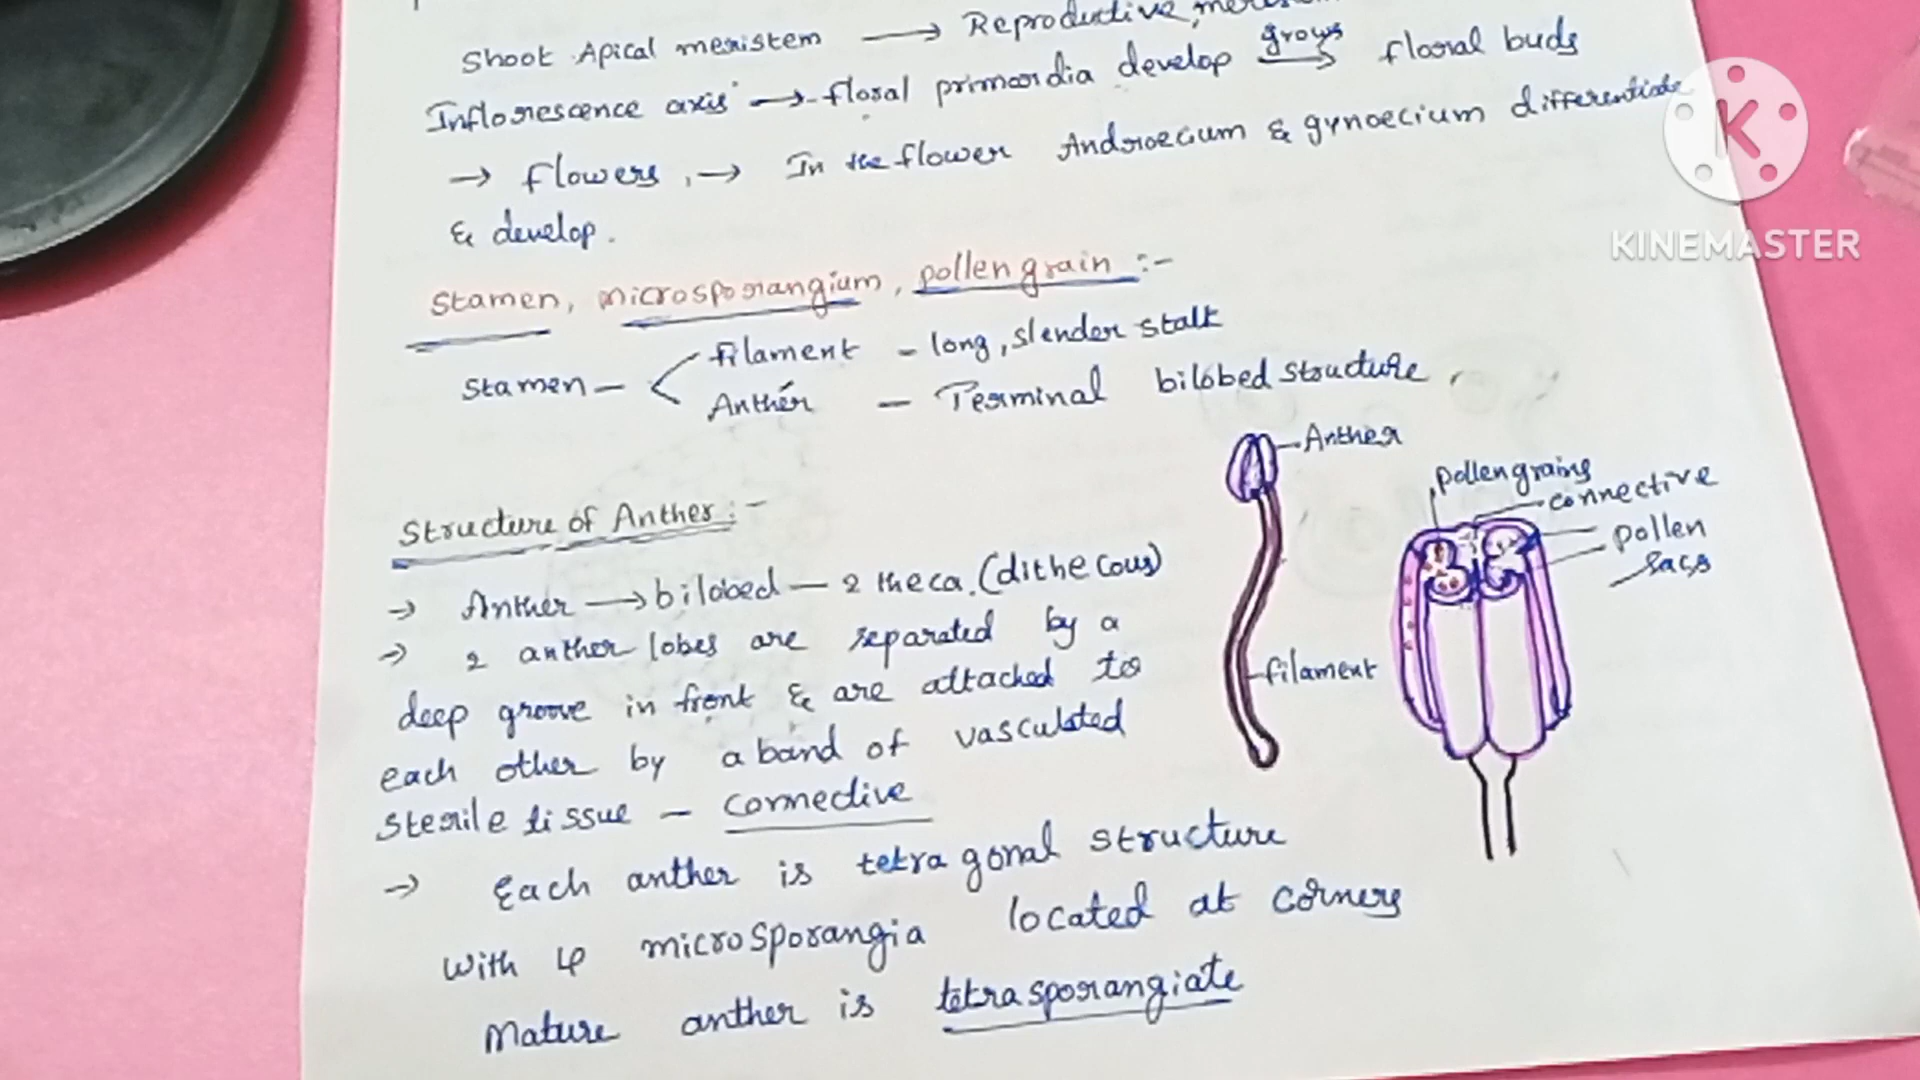 Shoot Apical meristem → Reproductive
Inflorescence axis → floral primordia develop grows → floral buds
→ flowers, → In the flower Androecium & gynoecium differentiate
& develop.
Stamen, microsporangium, pollen grain :-
Stamen - filament - long, slender stalk
Anther - Terminal bilobed structure
Structure of Anther :-
→ Anther → bilobed - 2 theca. (dithecous)
→ 2 anther lobes are separated by a
deep groove in front & are attached to
each other by a band of vasculated
sterile tissue - connective
→ Each anther is tetragonal structure
with 4 microsporangia located at corners
Mature anther is tetrasporangiate
Anther
filament
pollen grains
connective
pollen
sacs
K
KINEMASTER